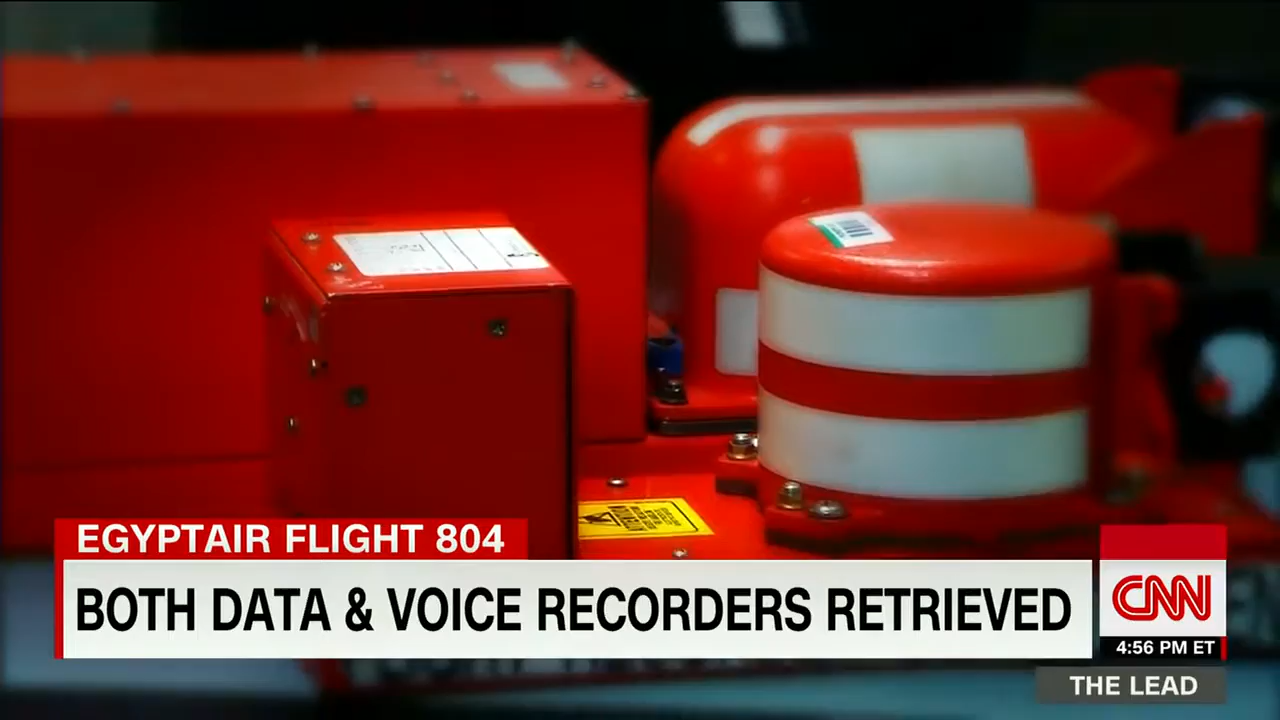 EGYPTAIR FLIGHT 804
BOTH DATA & VOICE RECORDERS RETRIEVED
CNN
4:56 PM ET
THE LEAD